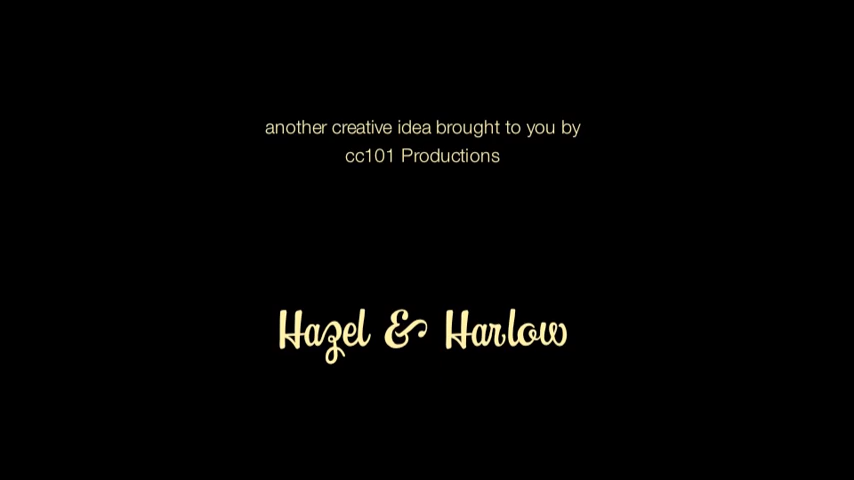 another creative idea brought to you by
cc101 Productions
Hazel & Harlow